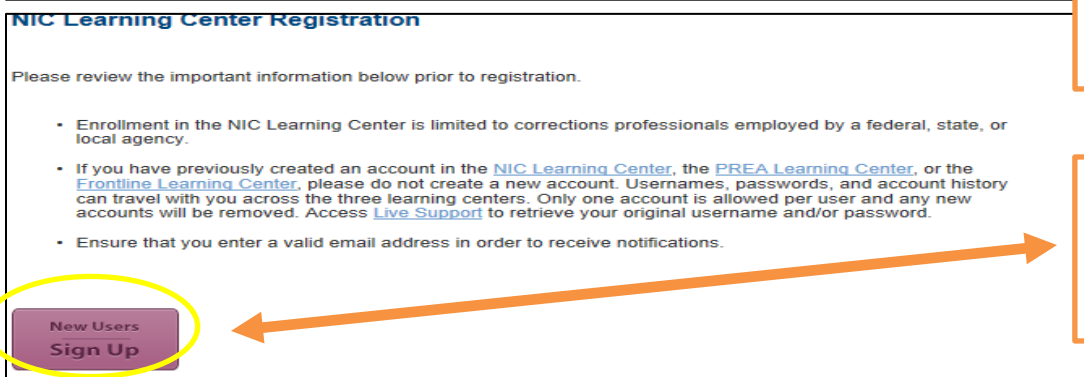 NIC Learning Center Registration
Please review the important information below prior to registration.
• Enrollment in the NIC Learning Center is limited to corrections professionals employed by a federal, state, or
local agency.
• If you have previously created an account in the NIC Learning Center, the PREA Learning Center, or the
Frontline Learning Center, please do not create a new account. Usernames, passwords, and account history
can travel with you across the three learning centers. Only one account is allowed per user and any new
accounts will be removed. Access Live Support to retrieve your original username and/or password.
• Ensure that you enter a valid email address in order to receive notifications.
New Users
Sign Up